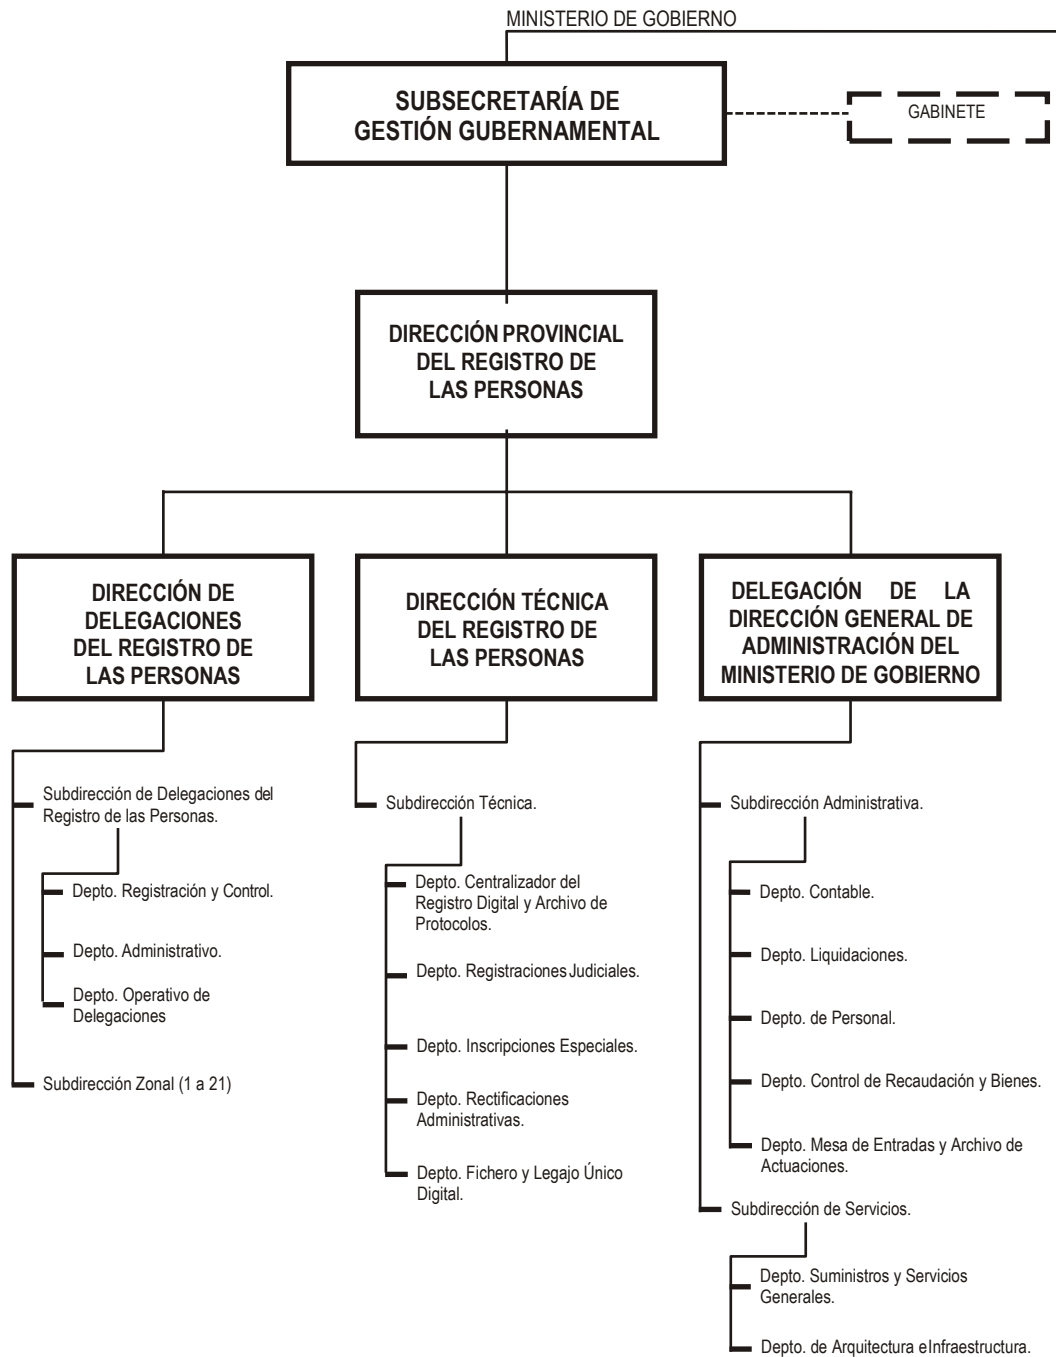 MINISTERIO DE GOBIERNO
SUBSECRETARÍA DE
GESTIÓN GUBERNAMENTAL
GABINETE
DIRECCIÓN PROVINCIAL
DEL REGISTRO DE
LAS PERSONAS
DIRECCIÓN DE
DELEGACIONES
DEL REGISTRO DE
LAS PERSONAS
DIRECCIÓN TÉCNICA
DEL REGISTRO DE
LAS PERSONAS
DELEGACIÓN DE LA
DIRECCIÓN GENERAL DE
ADMINISTRACIÓN DEL
MINISTERIO DE GOBIERNO
Subdirección de Delegaciones del
Registro de las Personas.
Depto. Registración y Control.
Depto. Administrativo.
Depto. Operativo de
Delegaciones
Subdirección Zonal (1 a 21)
Subdirección Técnica.
Depto. Centralizador del
Registro Digital y Archivo de
Protocolos.
Depto. Registraciones Judiciales.
Depto. Inscripciones Especiales.
Depto. Rectificaciones
Administrativas.
Depto. Fichero y Legajo Único
Digital.
Subdirección Administrativa.
Depto. Contable.
Depto. Liquidaciones.
Depto. de Personal.
Depto. Control de Recaudación y Bienes.
Depto. Mesa de Entradas y Archivo de
Actuaciones.
Subdirección de Servicios.
Depto. Suministros y Servicios
Generales.
Depto. de Arquitectura e Infraestructura.